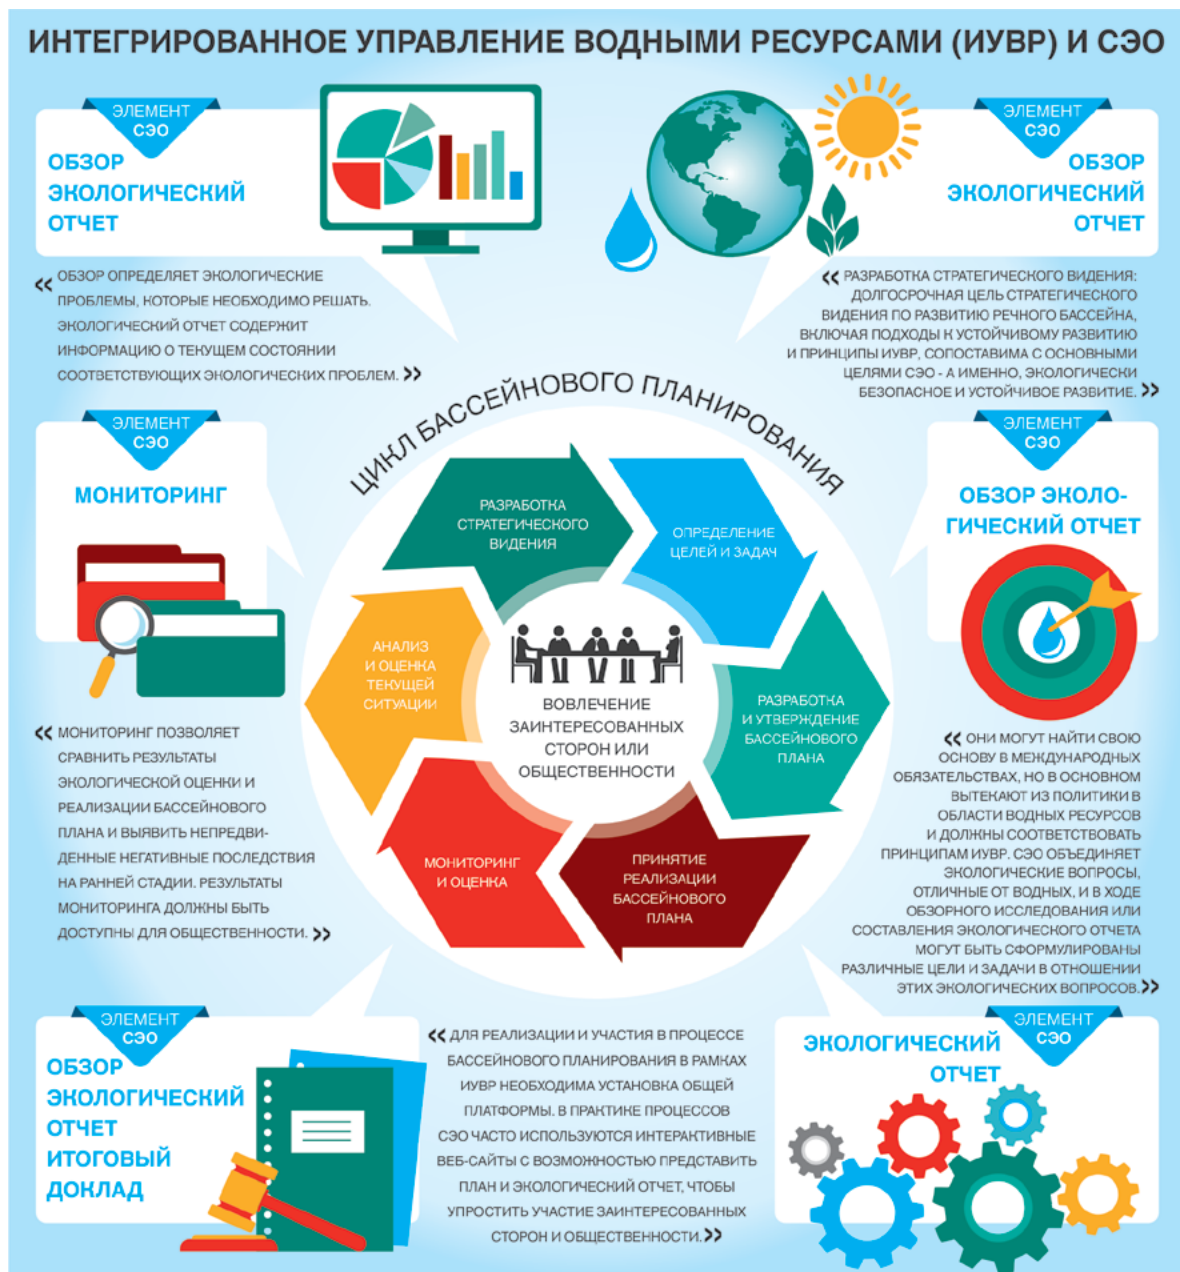 ИНТЕГРИРОВАННОЕ УПРАВЛЕНИЕ ВОДНЫМИ РЕСУРСАМИ (ИУВР) И СЭО
ЭЛЕМЕНТ
СЭО
ОБЗОР
ЭКОЛОГИЧЕСКИЙ
ОТЧЕТ
« ОБЗОР ОПРЕДЕЛЯЕТ ЭКОЛОГИЧЕСКИЕ
ПРОБЛЕМЫ, КОТОРЫЕ НЕОБХОДИМО РЕШАТЬ.
ЭКОЛОГИЧЕСКИЙ ОТЧЕТ СОДЕРЖИТ
ИНФОРМАЦИЮ О ТЕКУЩЕМ СОСТОЯНИИ
СООТВЕТСТВУЮЩИХ ЭКОЛОГИЧЕСКИХ ПРОБЛЕМ. »
ЭЛЕМЕНТ
СЭО
ОБЗОР
ЭКОЛОГИЧЕСКИЙ
ОТЧЕТ
« РАЗРАБОТКА СТРАТЕГИЧЕСКОГО ВИДЕНИЯ:
ДОЛГОСРОЧНАЯ ЦЕЛЬ СТРАТЕГИЧЕСКОГО
ВИДЕНИЯ ПО РАЗВИТИЮ РЕЧНОГО БАССЕЙНА,
ВКЛЮЧАЯ ПОДХОДЫ К УСТОЙЧИВОМУ РАЗВИТИЮ
И ПРИНЦИПЫ ИУВР, СОПОСТАВИМА С ОСНОВНЫМИ
ЦЕЛЯМИ СЭО - А ИМЕННО, ЭКОЛОГИЧЕСКИ
БЕЗОПАСНОЕ И УСТОЙЧИВОЕ РАЗВИТИЕ. »
ЦИКЛ БАССЕЙНОВОГО ПЛАНИРОВАНИЯ
ЭЛЕМЕНТ
СЭО
МОНИТОРИНГ
« МОНИТОРИНГ ПОЗВОЛЯЕТ
СРАВНИТЬ РЕЗУЛЬТАТЫ
ЭКОЛОГИЧЕСКОЙ ОЦЕНКИ И
РЕАЛИЗАЦИИ БАССЕЙНОВОГО
ПЛАНА И ВЫЯВИТЬ НЕПРЕДВИ-
ДЕННЫЕ НЕГАТИВНЫЕ ПОСЛЕДСТВИЯ
НА РАННЕЙ СТАДИИ. РЕЗУЛЬТАТЫ
МОНИТОРИНГА ДОЛЖНЫ БЫТЬ
ДОСТУПНЫ ДЛЯ ОБЩЕСТВЕННОСТИ. »
РАЗРАБОТКА
СТРАТЕГИЧЕСКОГО
ВИДЕНИЯ
ОПРЕДЕЛЕНИЕ
ЦЕЛЕЙ И ЗАДАЧ
РАЗРАБОТКА
И УТВЕРЖДЕНИЕ
БАССЕЙНОВОГО
ПЛАНА
ПРИНЯТИЕ
РЕАЛИЗАЦИИ
БАССЕЙНОВОГО
ПЛАНА
МОНИТОРИНГ
И ОЦЕНКА
АНАЛИЗ
И ОЦЕНКА
ТЕКУЩЕЙ
СИТУАЦИИ
ВОВЛЕЧЕНИЕ
ЗАИНТЕРЕСОВАННЫХ
СТОРОН ИЛИ
ОБЩЕСТВЕННОСТИ
ЭЛЕМЕНТ
СЭО
ОБЗОР ЭКОЛО-
ГИЧЕСКИЙ ОТЧЕТ
« ОНИ МОГУТ НАЙТИ СВОЮ
ОСНОВУ В МЕЖДУНАРОДНЫХ
ОБЯЗАТЕЛЬСТВАХ, НО В ОСНОВНОМ
ВЫТЕКАЮТ ИЗ ПОЛИТИКИ В
ОБЛАСТИ ВОДНЫХ РЕСУРСОВ
И ДОЛЖНЫ СООТВЕТСТВОВАТЬ
ПРИНЦИПАМ ИУВР. СЭО ОБЪЕДИНЯЕТ
ЭКОЛОГИЧЕСКИЕ ВОПРОСЫ,
ОТЛИЧНЫЕ ОТ ВОДНЫХ, И В ХОДЕ
ОБЗОРНОГО ИССЛЕДОВАНИЯ ИЛИ
СОСТАВЛЕНИЯ ЭКОЛОГИЧЕСКОГО ОТЧЕТА
МОГУТ БЫТЬ СФОРМУЛИРОВАНЫ
РАЗЛИЧНЫЕ ЦЕЛИ И ЗАДАЧИ В ОТНОШЕНИИ
ЭТИХ ЭКОЛОГИЧЕСКИХ ВОПРОСОВ. »
ЭЛЕМЕНТ
СЭО
ОБЗОР
ЭКОЛОГИЧЕСКИЙ
ОТЧЕТ
ИТОГОВЫЙ
ДОКЛАД
« ДЛЯ РЕАЛИЗАЦИИ И УЧАСТИЯ В ПРОЦЕССЕ
БАССЕЙНОВОГО ПЛАНИРОВАНИЯ В РАМКАХ
ИУВР НЕОБХОДИМА УСТАНОВКА ОБЩЕЙ
ПЛАТФОРМЫ. В ПРАКТИКЕ ПРОЦЕССОВ
СЭО ЧАСТО ИСПОЛЬЗУЮТСЯ ИНТЕРАКТИВНЫЕ
ВЕБ-САЙТЫ С ВОЗМОЖНОСТЬЮ ПРЕДСТАВИТЬ
ПЛАН И ЭКОЛОГИЧЕСКИЙ ОТЧЕТ, ЧТОБЫ
УПРОСТИТЬ УЧАСТИЕ ЗАИНТЕРЕСОВАННЫХ
СТОРОН И ОБЩЕСТВЕННОСТИ. »
ЭЛЕМЕНТ
СЭО
ЭКОЛОГИЧЕСКИЙ
ОТЧЕТ